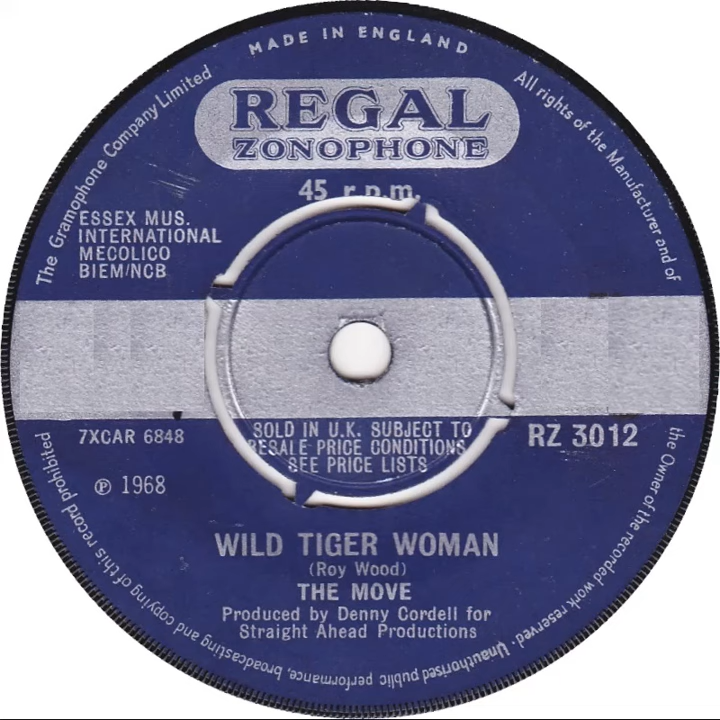 MADE IN ENGLAND
The Gramophone Company Limited
All rights of the Manufacturer and of
the Owner of the recorded work reserved · Unauthorised public performance, broadcasting and copying of this record prohibited
REGAL
ZONOPHONE
45 r.p.m.
ESSEX MUS.
INTERNATIONAL
MECOLICO
BIEM/NCB
SOLD IN U.K. SUBJECT TO
RESALE PRICE CONDITIONS
SEE PRICE LISTS
7XCAR 6848
RZ 3012
℗ 1968
WILD TIGER WOMAN
(Roy Wood)
THE MOVE
Produced by Denny Cordell for
Straight Ahead Productions